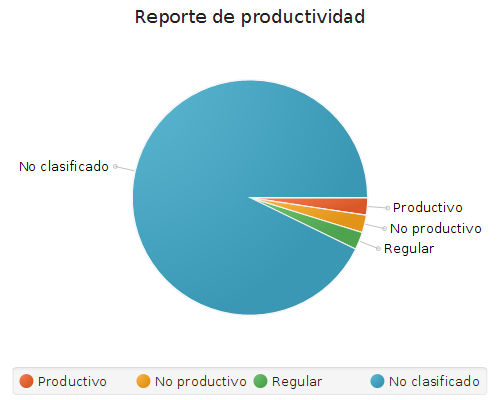 Reporte de productividad
No clasificado
Productivo
No productivo
Regular
Productivo No productivo Regular No clasificado